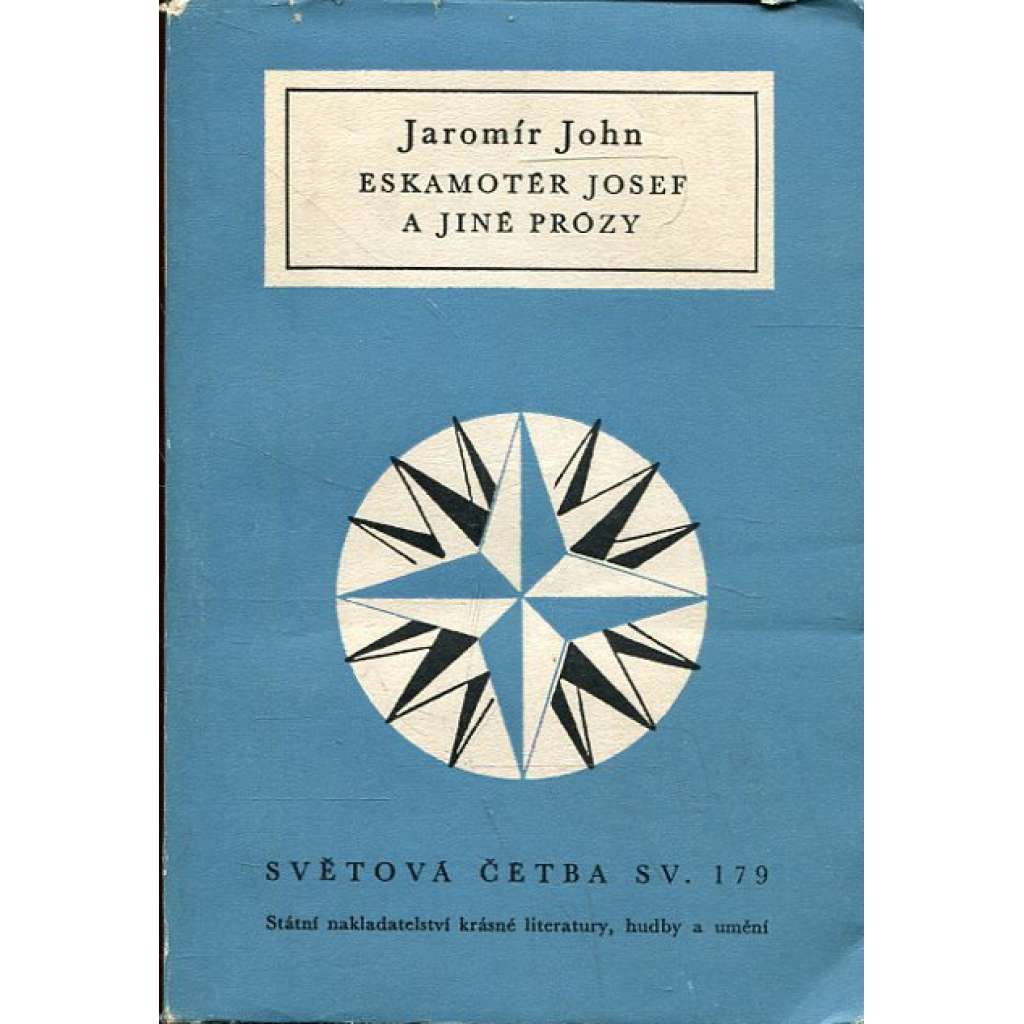 Jaromír John
ESKAMOTÉR JOSEF
A JINÉ PRÓZY
SVĚTOVÁ ČETBA SV. 179
Státní nakladatelství krásné literatury, hudby a umění